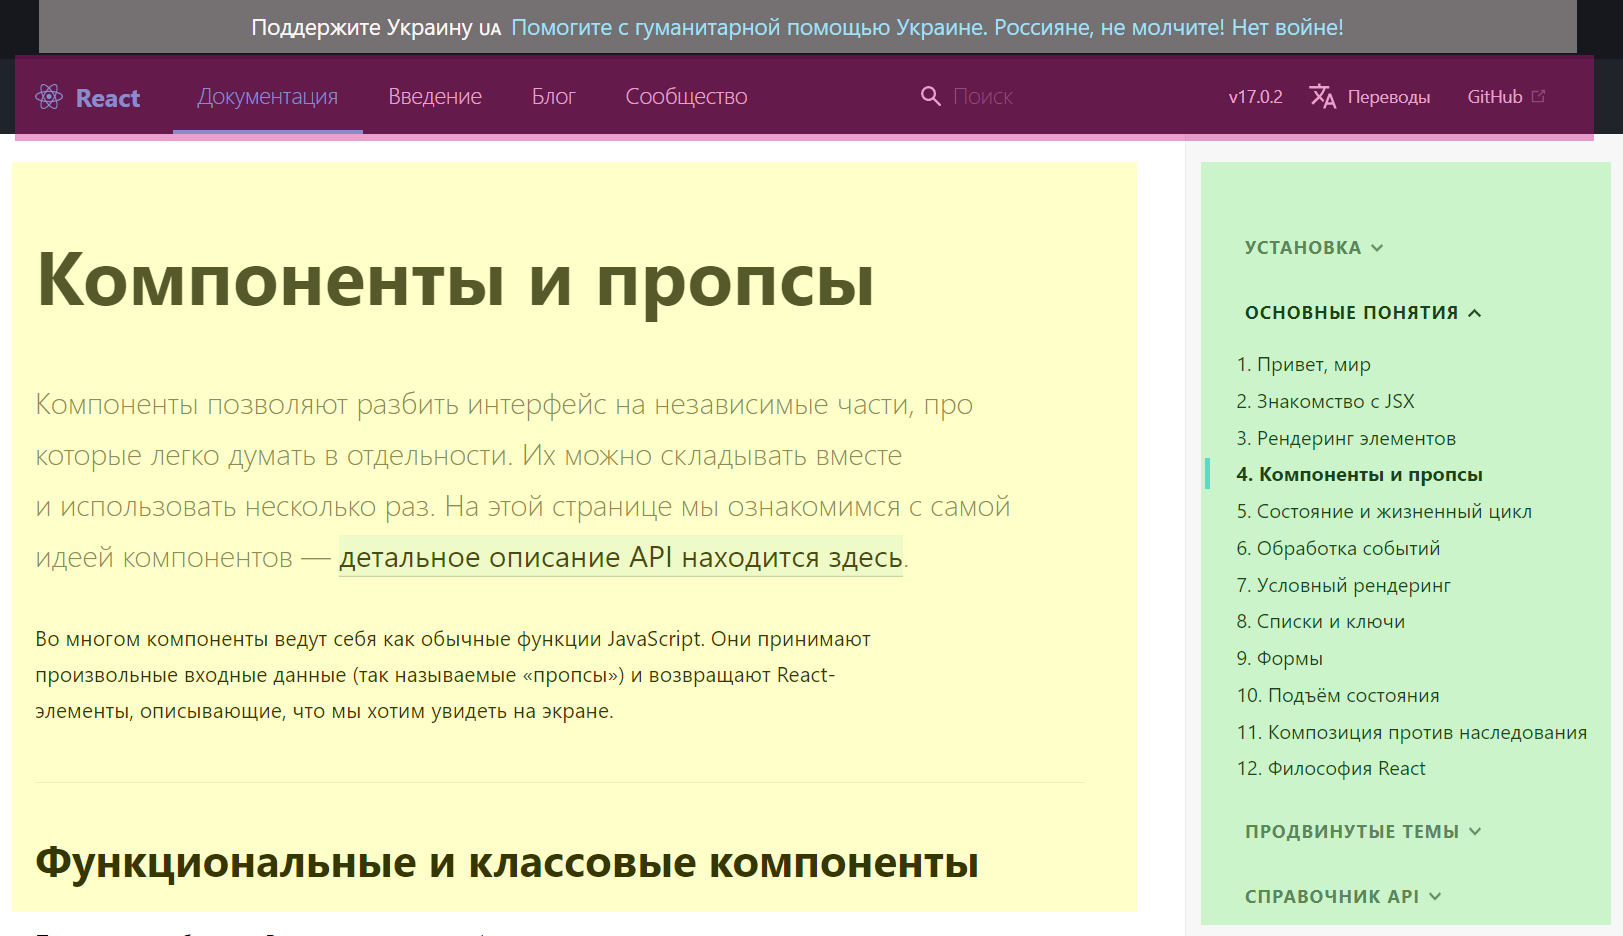 Поддержите Украину UA Помогите с гуманитарной помощью Украине. Россияне, не молчите! Нет войне!
React Документация Введение Блог Сообщество Поиск v17.0.2 Переводы GitHub
Компоненты и пропсы
Компоненты позволяют разбить интерфейс на независимые части, про
которые легко думать в отдельности. Их можно складывать вместе
и использовать несколько раз. На этой странице мы ознакомимся с самой
идеей компонентов — детальное описание API находится здесь.
Во многом компоненты ведут себя как обычные функции JavaScript. Они принимают
произвольные входные данные (так называемые «пропсы») и возвращают React-
элементы, описывающие, что мы хотим увидеть на экране.
Функциональные и классовые компоненты
УСТАНОВКА
ОСНОВНЫЕ ПОНЯТИЯ
1. Привет, мир
2. Знакомство с JSX
3. Рендеринг элементов
4. Компоненты и пропсы
5. Состояние и жизненный цикл
6. Обработка событий
7. Условный рендеринг
8. Списки и ключи
9. Формы
10. Подъём состояния
11. Композиция против наследования
12. Философия React
ПРОДВИНУТЫЕ ТЕМЫ
СПРАВОЧНИК API